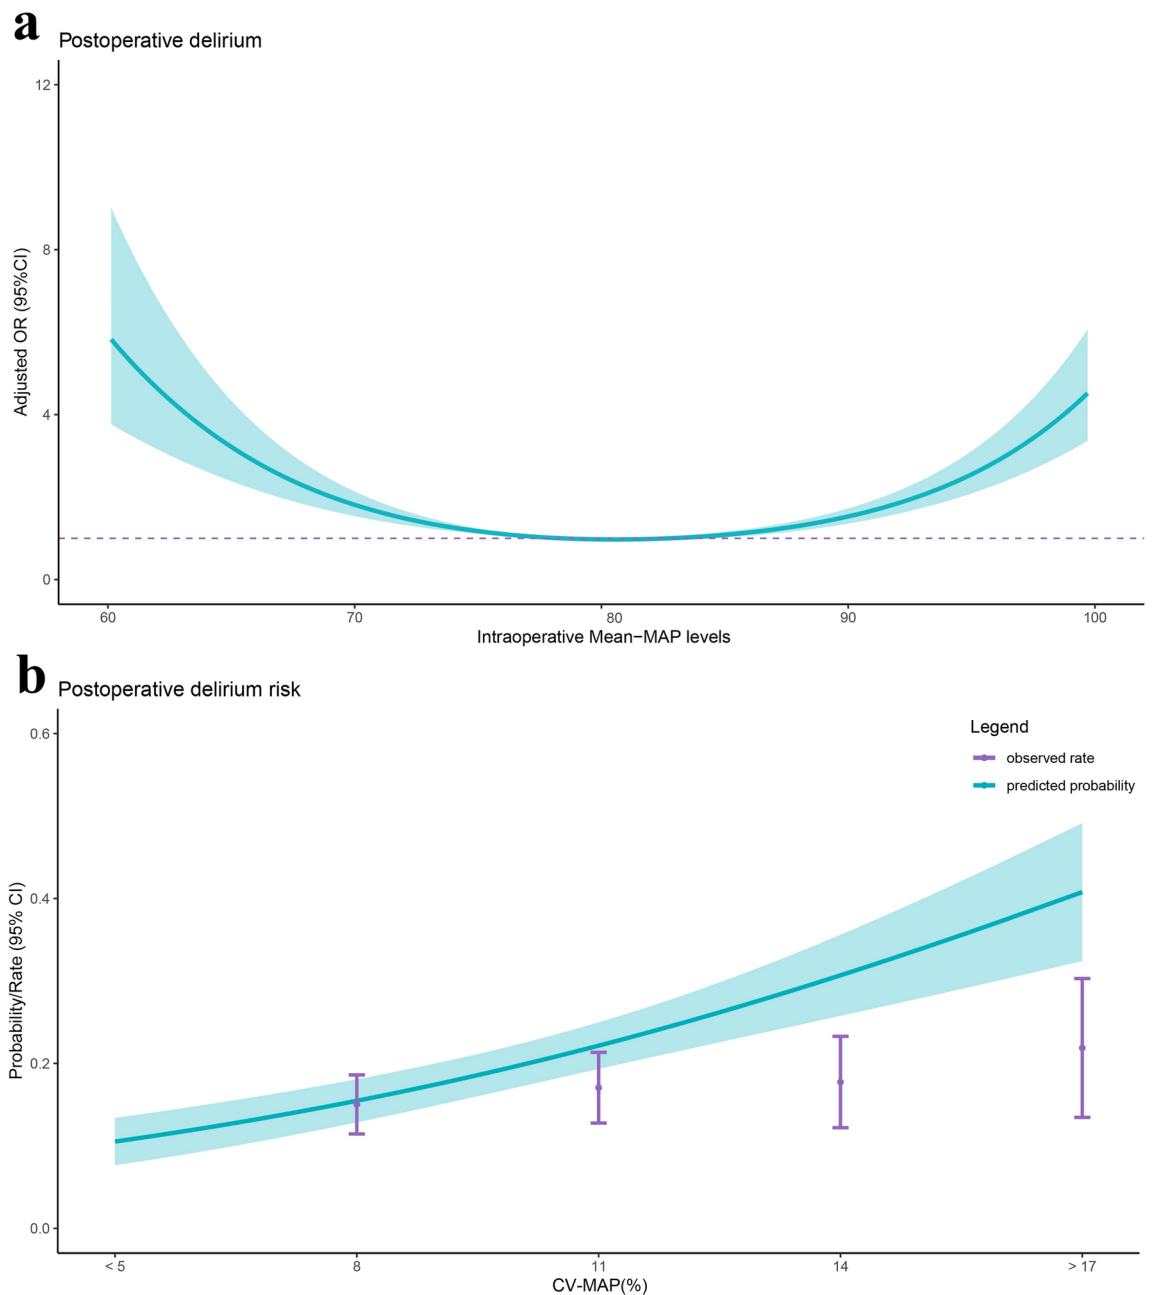 a
Postoperative delirium
12
8
4
0
Adjusted OR (95%CI)
60 70 80 90 100
Intraoperative Mean−MAP levels
b
Postoperative delirium risk
Legend
observed rate
predicted probability
0.6
0.4
0.2
0.0
Probability/Rate (95% CI)
< 5 8 11 14 > 17
CV-MAP(%)